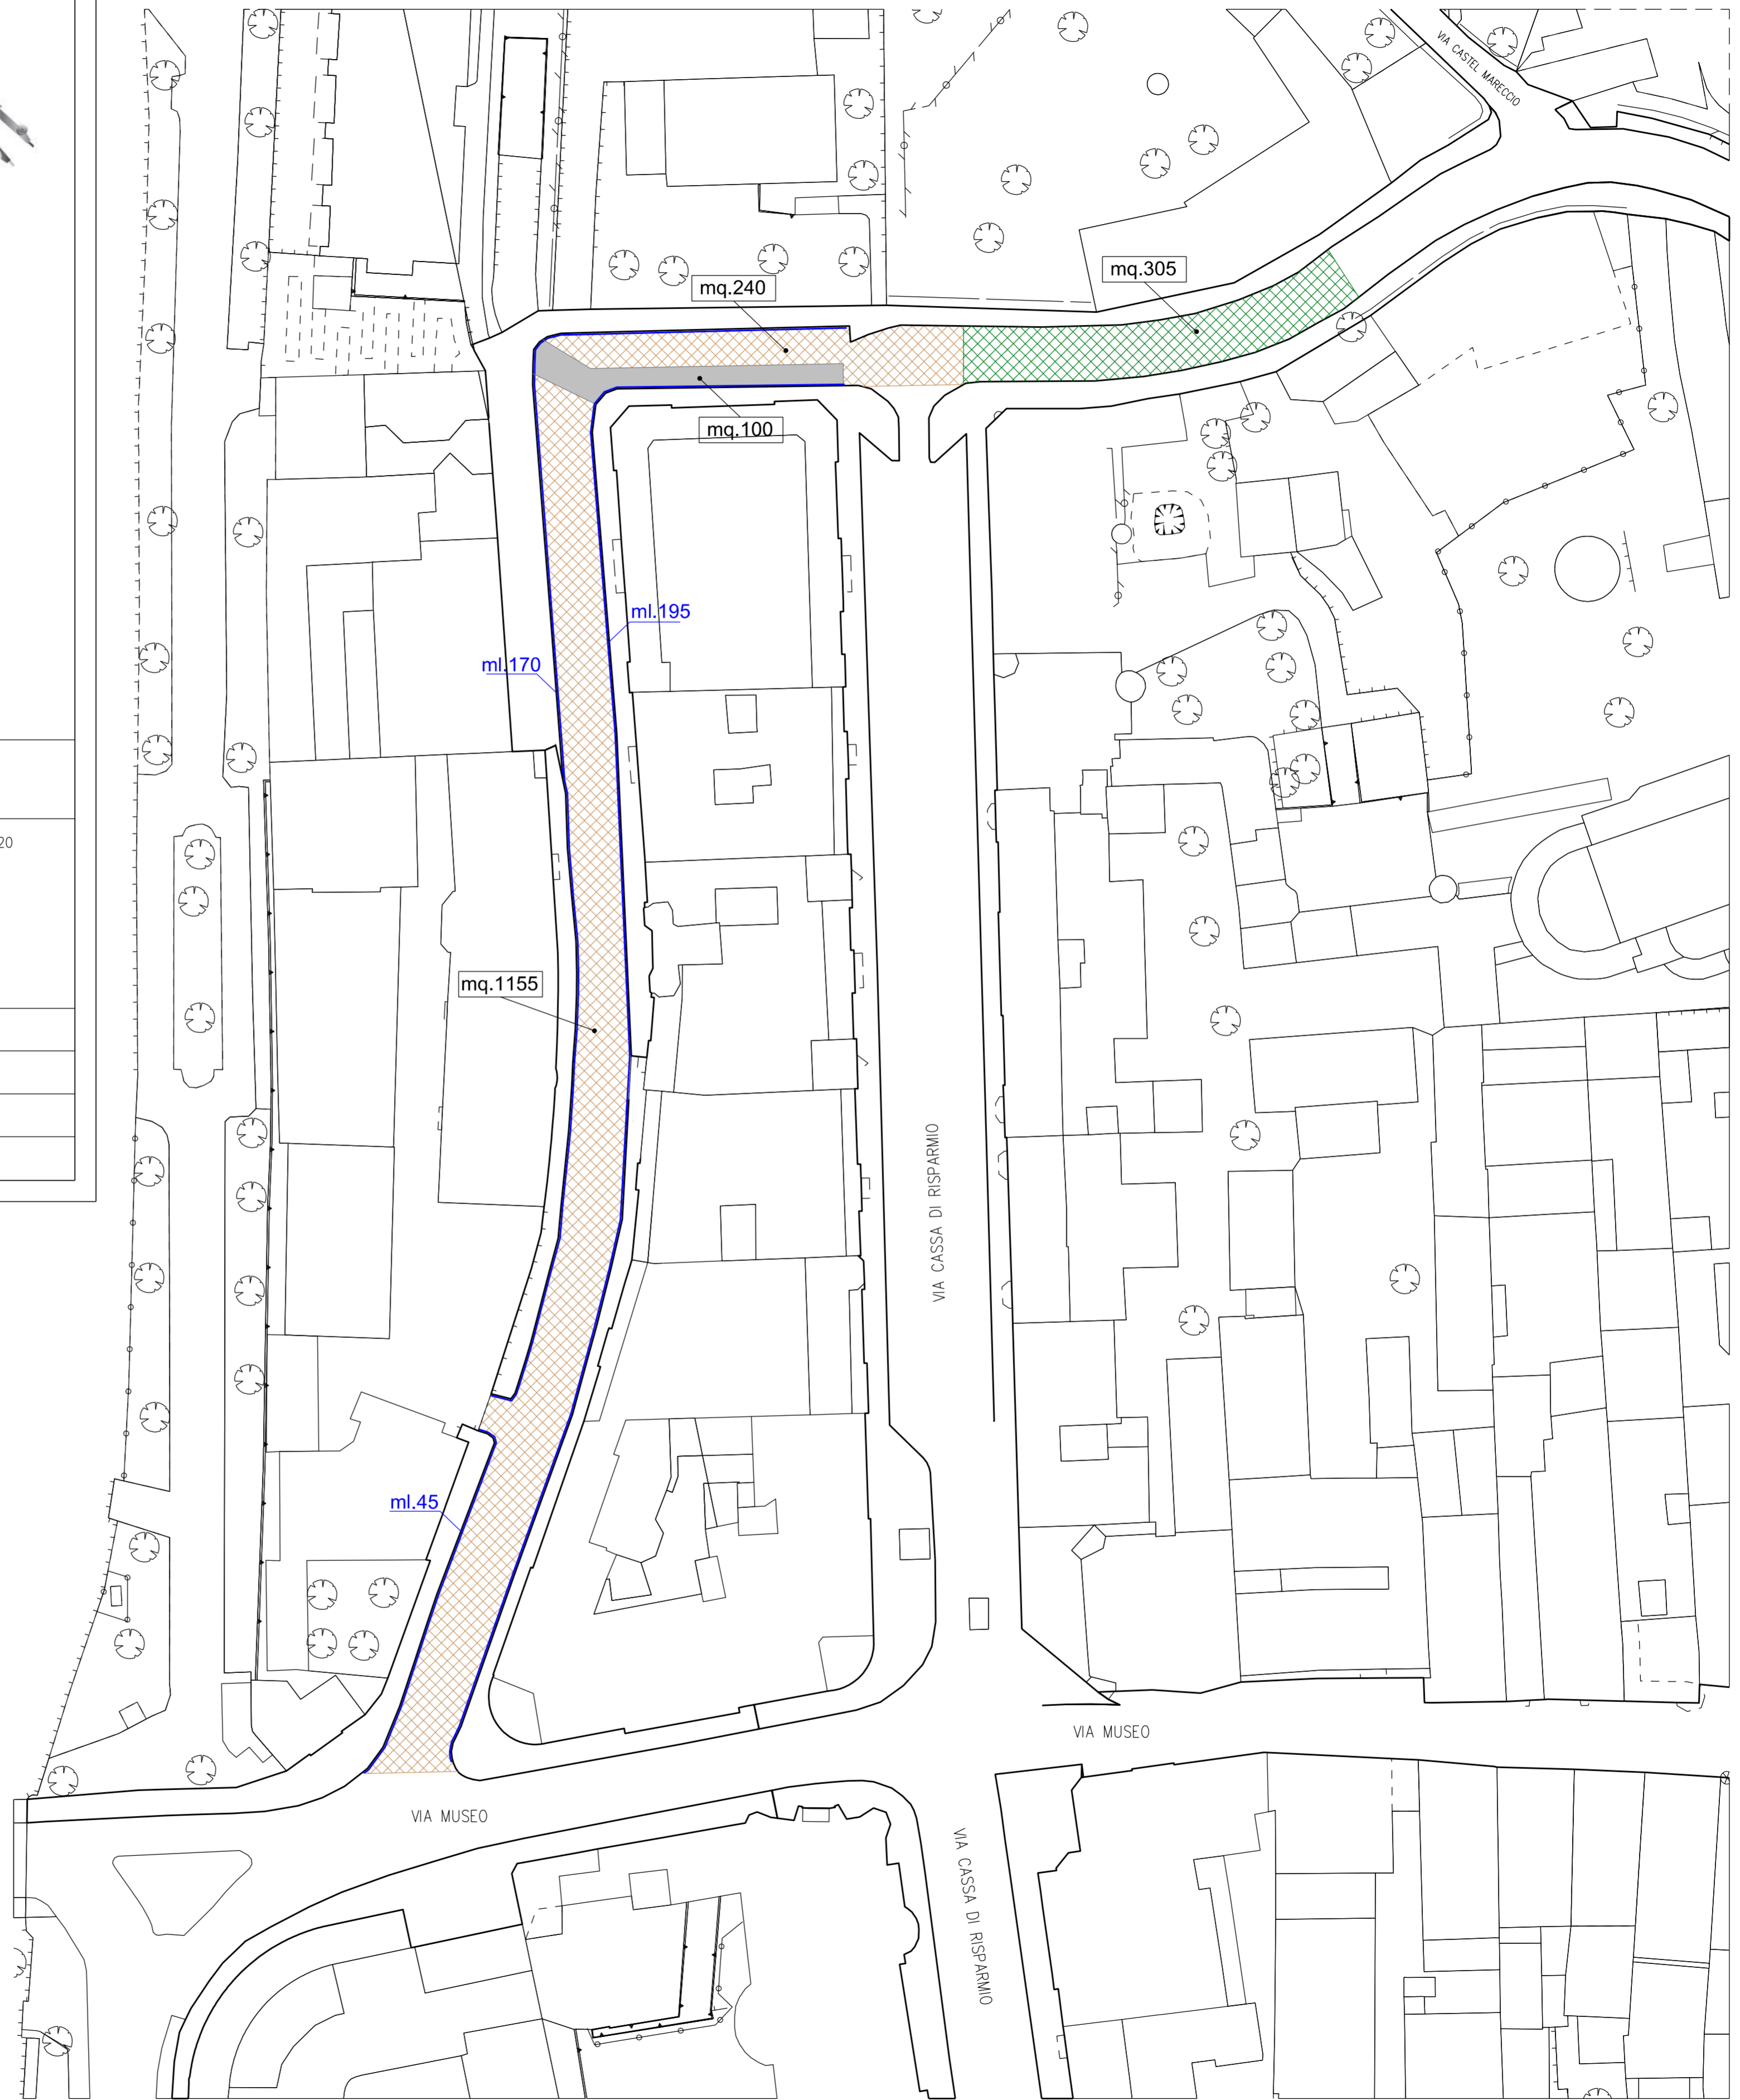 VIA CASTEL MARECCIO
mq.305
mq.240
mq.100
ml.195
ml.170
20
mq.1155
VIA CASSA DI RISPARMIO
ml.45
VIA MUSEO
VIA MUSEO
VIA CASSA DI RISPARMIO